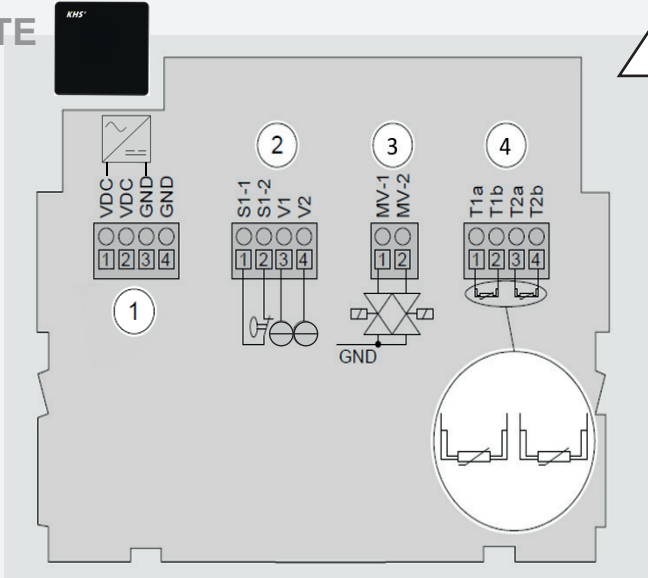 TE
KHS®
2
3
4
VDC
VDC
GND
GND
S1-1
S1-2
V1
V2
MV-1
MV-2
T1a
T1b
T2a
T2b
1 2 3 4
1 2 3 4
1 2
1 2 3 4
1
GND